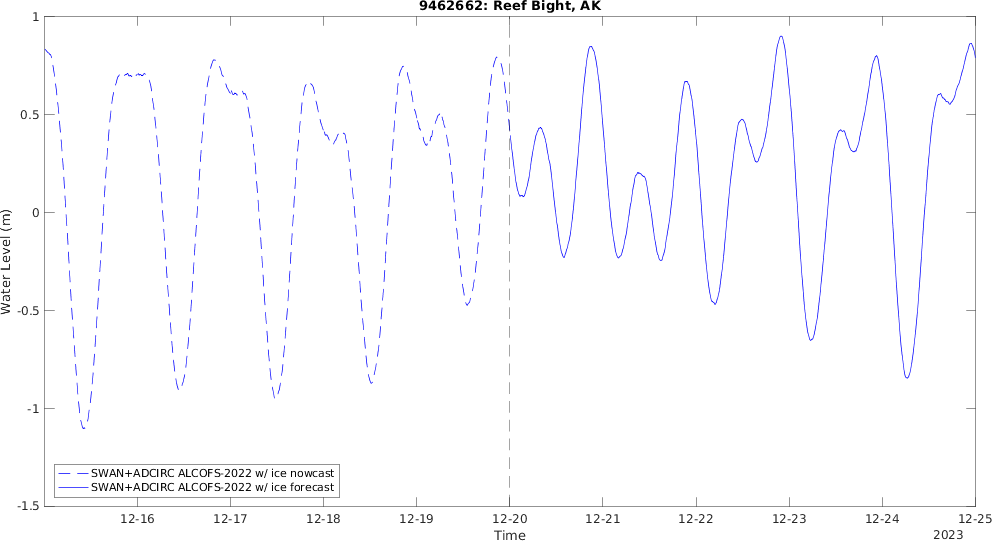 9462662: Reef Bight, AK
1
0.5
0
-0.5
-1
-1.5
Water Level (m)
SWAN+ADCIRC ALCOFS-2022 w/ ice nowcast
SWAN+ADCIRC ALCOFS-2022 w/ ice forecast
12-16 12-17 12-18 12-19 12-20 12-21 12-22 12-23 12-24 12-25
Time
2023